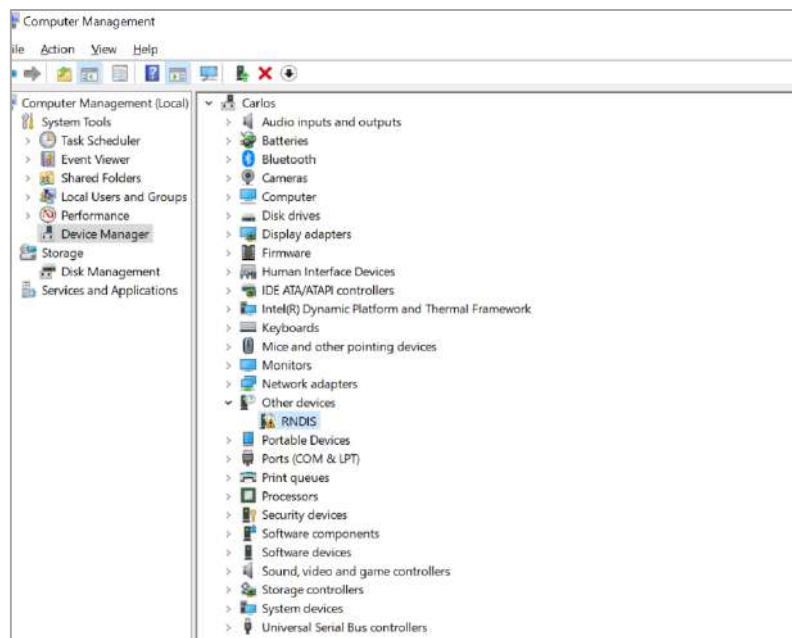 Computer Management
ile Action View Help
Computer Management (Local)
System Tools
Task Scheduler
Event Viewer
Shared Folders
Local Users and Groups
Performance
Device Manager
Storage
Disk Management
Services and Applications
Carlos
Audio inputs and outputs
Batteries
Bluetooth
Cameras
Computer
Disk drives
Display adapters
Firmware
Human Interface Devices
IDE ATA/ATAPI controllers
Intel(R) Dynamic Platform and Thermal Framework
Keyboards
Mice and other pointing devices
Monitors
Network adapters
Other devices
RNDIS
Portable Devices
Ports (COM & LPT)
Print queues
Processors
Security devices
Software components
Software devices
Sound, video and game controllers
Storage controllers
System devices
Universal Serial Bus controllers